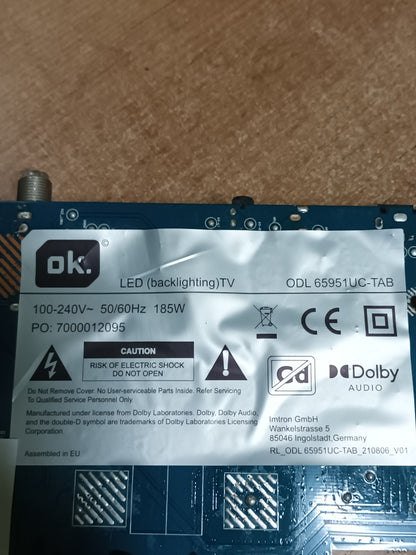 ok.
©
LED (backlighting)TV ODL 65951UC-TAB
100-240V~ 50/60Hz 185W
PO: 7000012095
CAUTION
RISK OF ELECTRIC SHOCK
DO NOT OPEN
Do Not Remove Cover. No User-serviceable Parts Inside. Refer Servicing
To Qualified Service Personnel Only.
Manufactured under license from Dolby Laboratories. Dolby, Dolby Audio,
and the double-D symbol are trademarks of Dolby Laboratories Licensing
Corporation.
Assembled in EU
CE
Cd
Dolby
AUDIO
Imtron GmbH
Wankelstrasse 5
85046 Ingolstadt,Germany
RL_ODL 65951UC-TAB_210806_V01